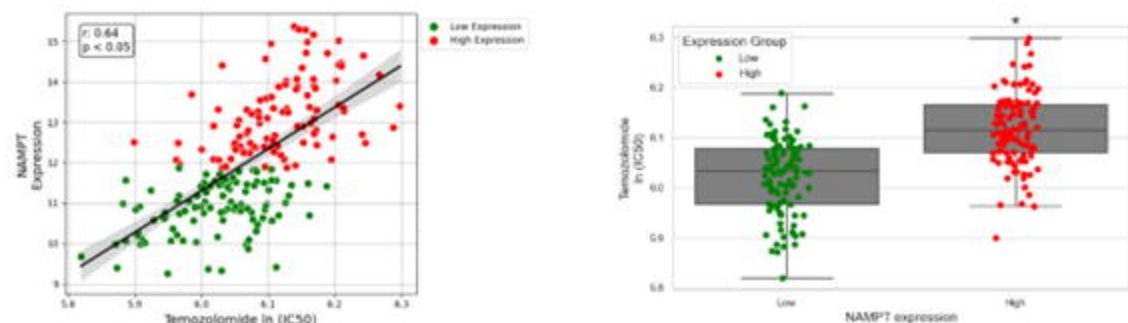 r: 0.64
p < 0.05
Low Expression
High Expression
15
14
13
12
11
10
9
NAMPT
Expression
5.8 5.9 6.0 6.1 6.2 6.3
Temozolomide ln (IC50)
*
Expression Group
Low
High
6.3
6.2
6.1
6.0
5.9
5.8
Temozolomide
ln (IC50)
Low High
NAMPT expression